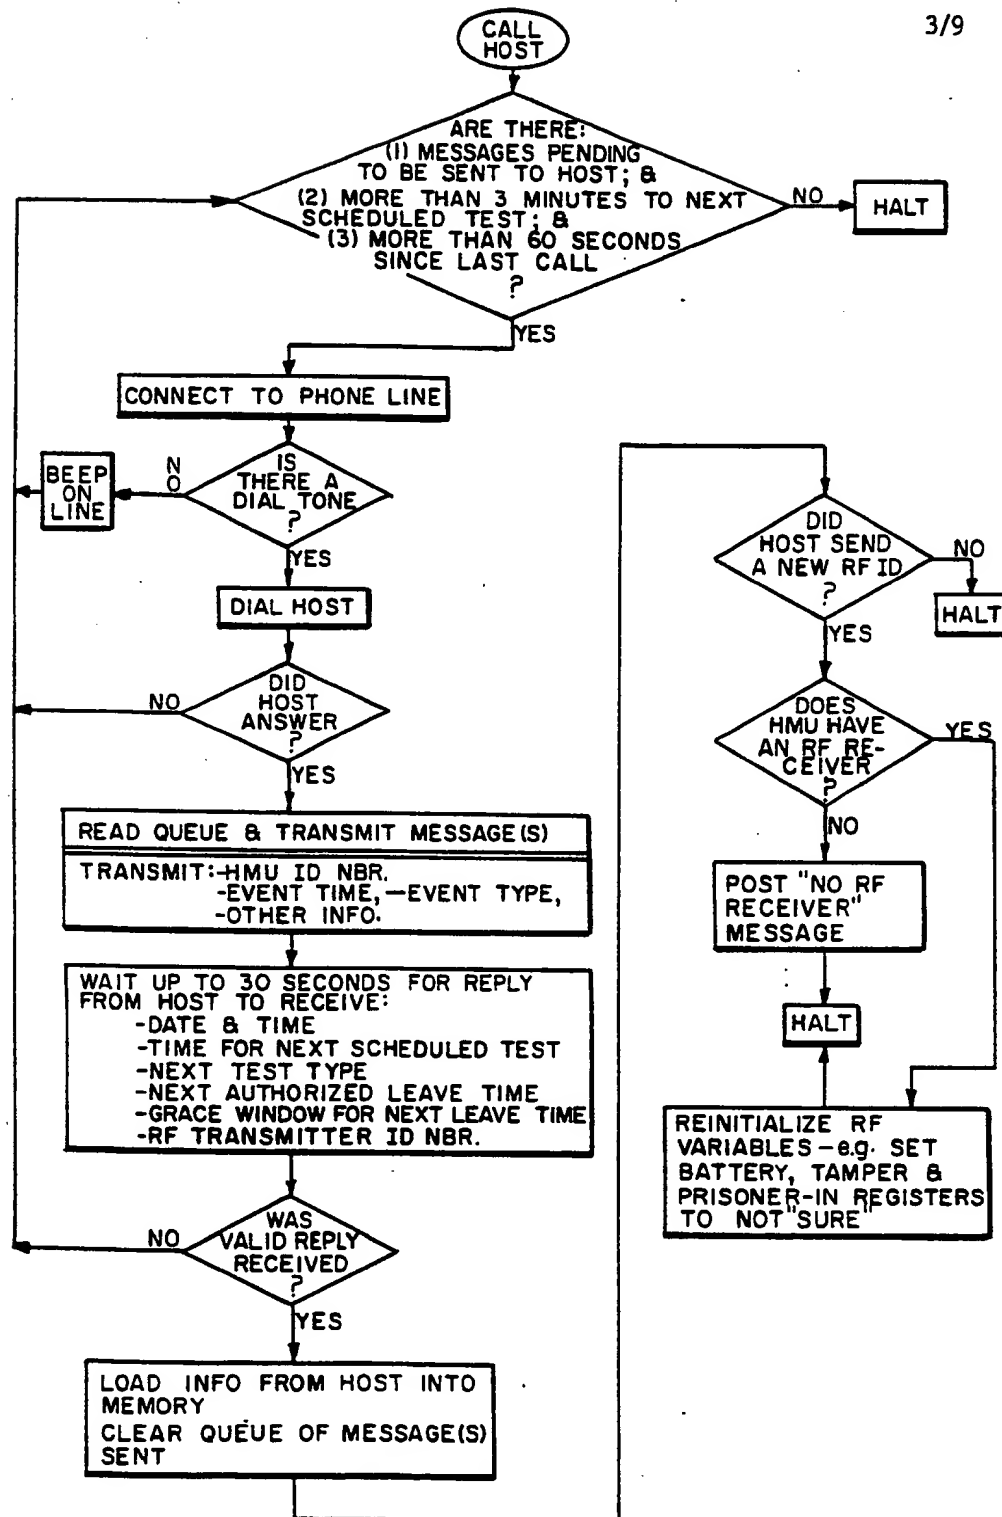 3/9
CALL
HOST
ARE THERE:
(1) MESSAGES PENDING
TO BE SENT TO HOST; &
(2) MORE THAN 3 MINUTES TO NEXT
SCHEDULED TEST; &
(3) MORE THAN 60 SECONDS
SINCE LAST CALL
?
NO
HALT
YES
CONNECT TO PHONE LINE
IS
THERE A
DIAL TONE
?
NO
BEEP
ON
LINE
YES
DIAL HOST
DID
HOST
ANSWER
?
NO
YES
READ QUEUE & TRANSMIT MESSAGE(S)
TRANSMIT:-HMU ID NBR.
-EVENT TIME, -EVENT TYPE,
-OTHER INFO.
WAIT UP TO 30 SECONDS FOR REPLY
FROM HOST TO RECEIVE:
-DATE & TIME
-TIME FOR NEXT SCHEDULED TEST
-NEXT TEST TYPE
-NEXT AUTHORIZED LEAVE TIME
-GRACE WINDOW FOR NEXT LEAVE TIME
-RF TRANSMITTER ID NBR.
WAS
VALID REPLY
RECEIVED
?
NO
YES
LOAD INFO FROM HOST INTO
MEMORY
CLEAR QUEUE OF MESSAGE(S)
SENT
DID
HOST SEND
A NEW RF ID
?
NO
HALT
YES
DOES
HMU HAVE
AN RF RE-
CEIVER
?
YES
NO
POST "NO RF
RECEIVER"
MESSAGE
HALT
REINITIALIZE RF
VARIABLES - e.g. SET
BATTERY, TAMPER &
PRISONER-IN REGISTERS
TO NOT "SURE"